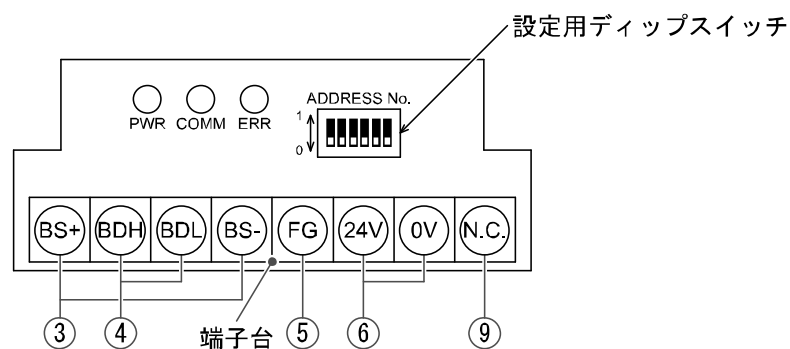 設定用ディップスイッチ
ADDRESS No.
PWR COMM ERR
1
0
BS+ BDH BDL BS- FG 24V 0V N.C.
③ ④ 端子台 ⑤ ⑥ ⑨